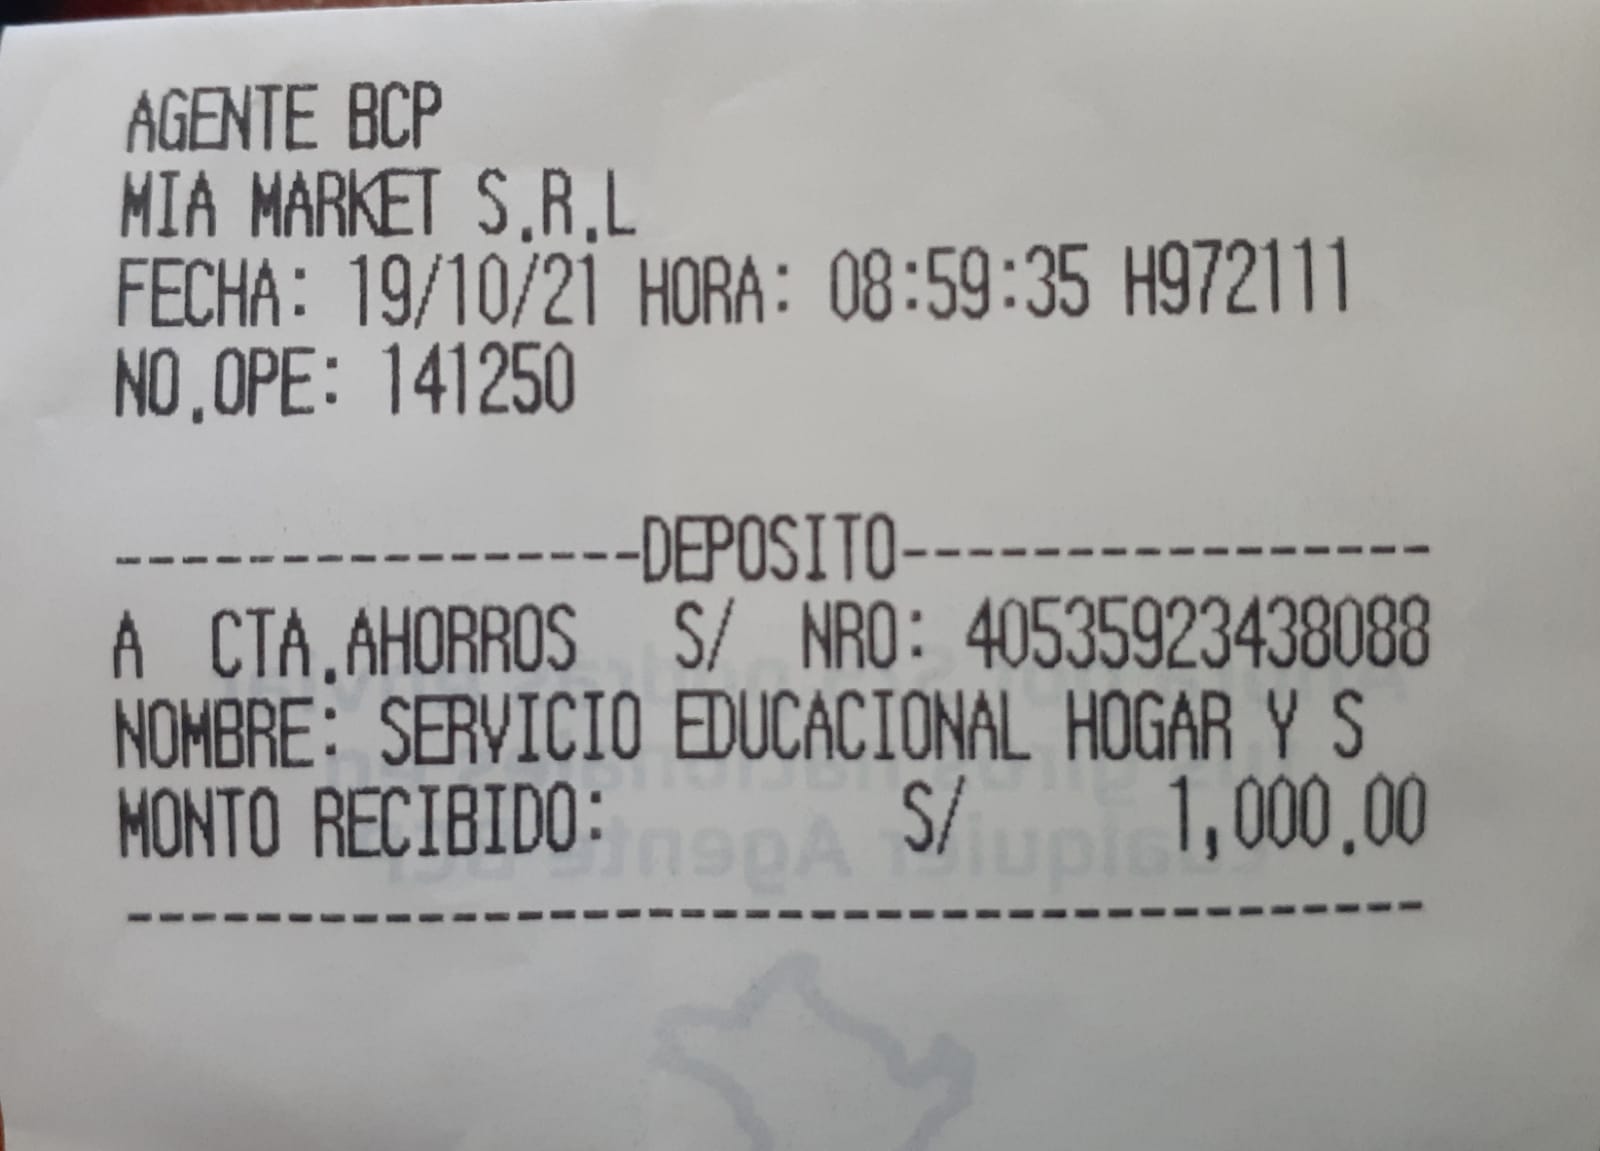 AGENTE BCP
MIA MARKET S.R.L
FECHA: 19/10/21 HORA: 08:59:35 H972111
NO.OPE: 141250
----------------DEPOSITO----------------
A CTA.AHORROS S/ NRO: 40535923438088
NOMBRE: SERVICIO EDUCACIONAL HOGAR Y S
MONTO RECIBIDO: S/ 1,000.00
----------------------------------------